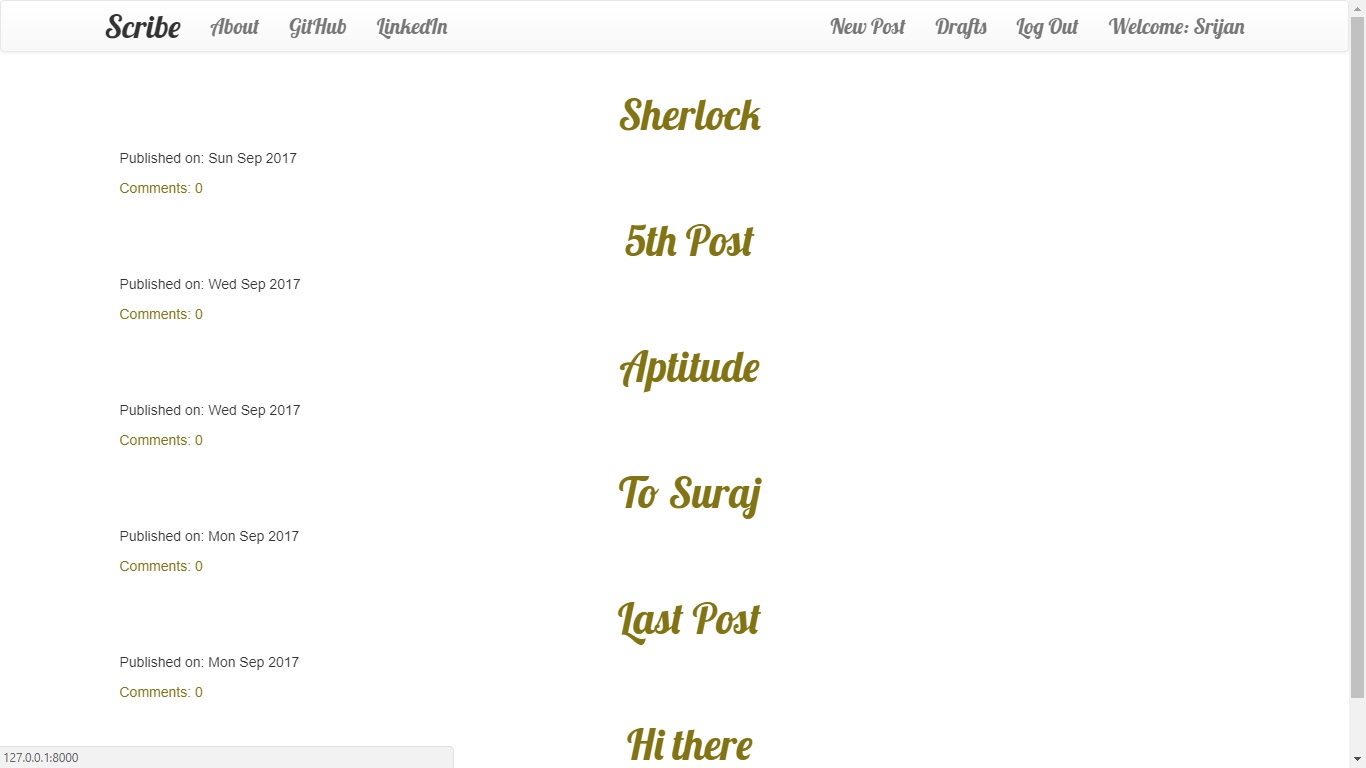 Scribe About GitHub LinkedIn New Post Drafts Log Out Welcome: Srijan
Sherlock
Published on: Sun Sep 2017
Comments: 0
5th Post
Published on: Wed Sep 2017
Comments: 0
Aptitude
Published on: Wed Sep 2017
Comments: 0
To Suraj
Published on: Mon Sep 2017
Comments: 0
Last Post
Published on: Mon Sep 2017
Comments: 0
Hi there
127.0.0.1:8000